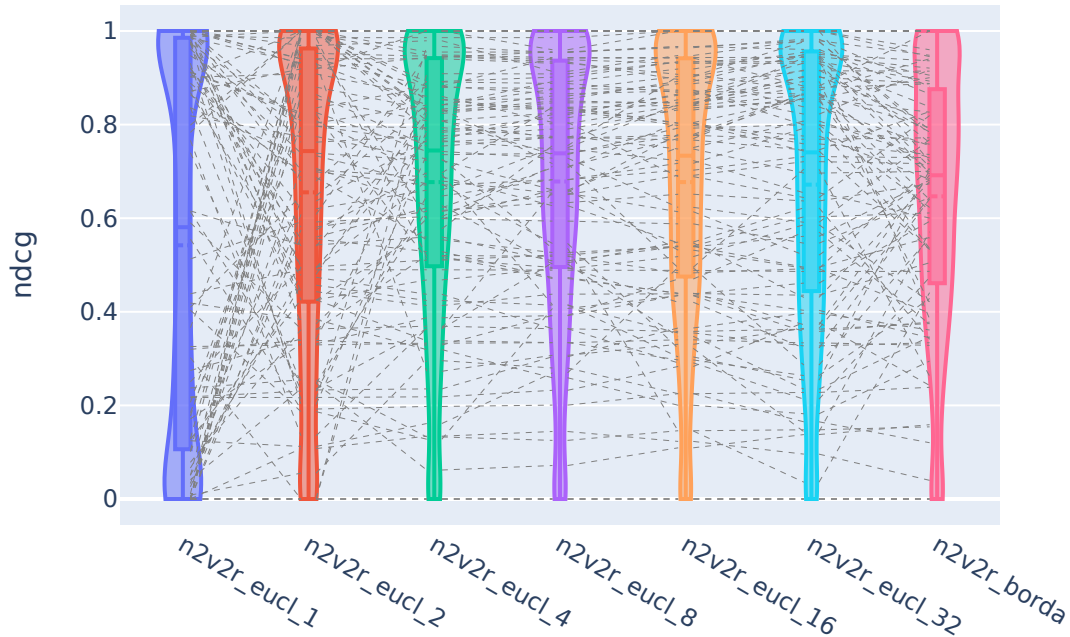 ndcg
1
0.8
0.6
0.4
0.2
0
n2v2r_eucl_1
n2v2r_eucl_2
n2v2r_eucl_4
n2v2r_eucl_8
n2v2r_eucl_16
n2v2r_eucl_32
n2v2r_borda